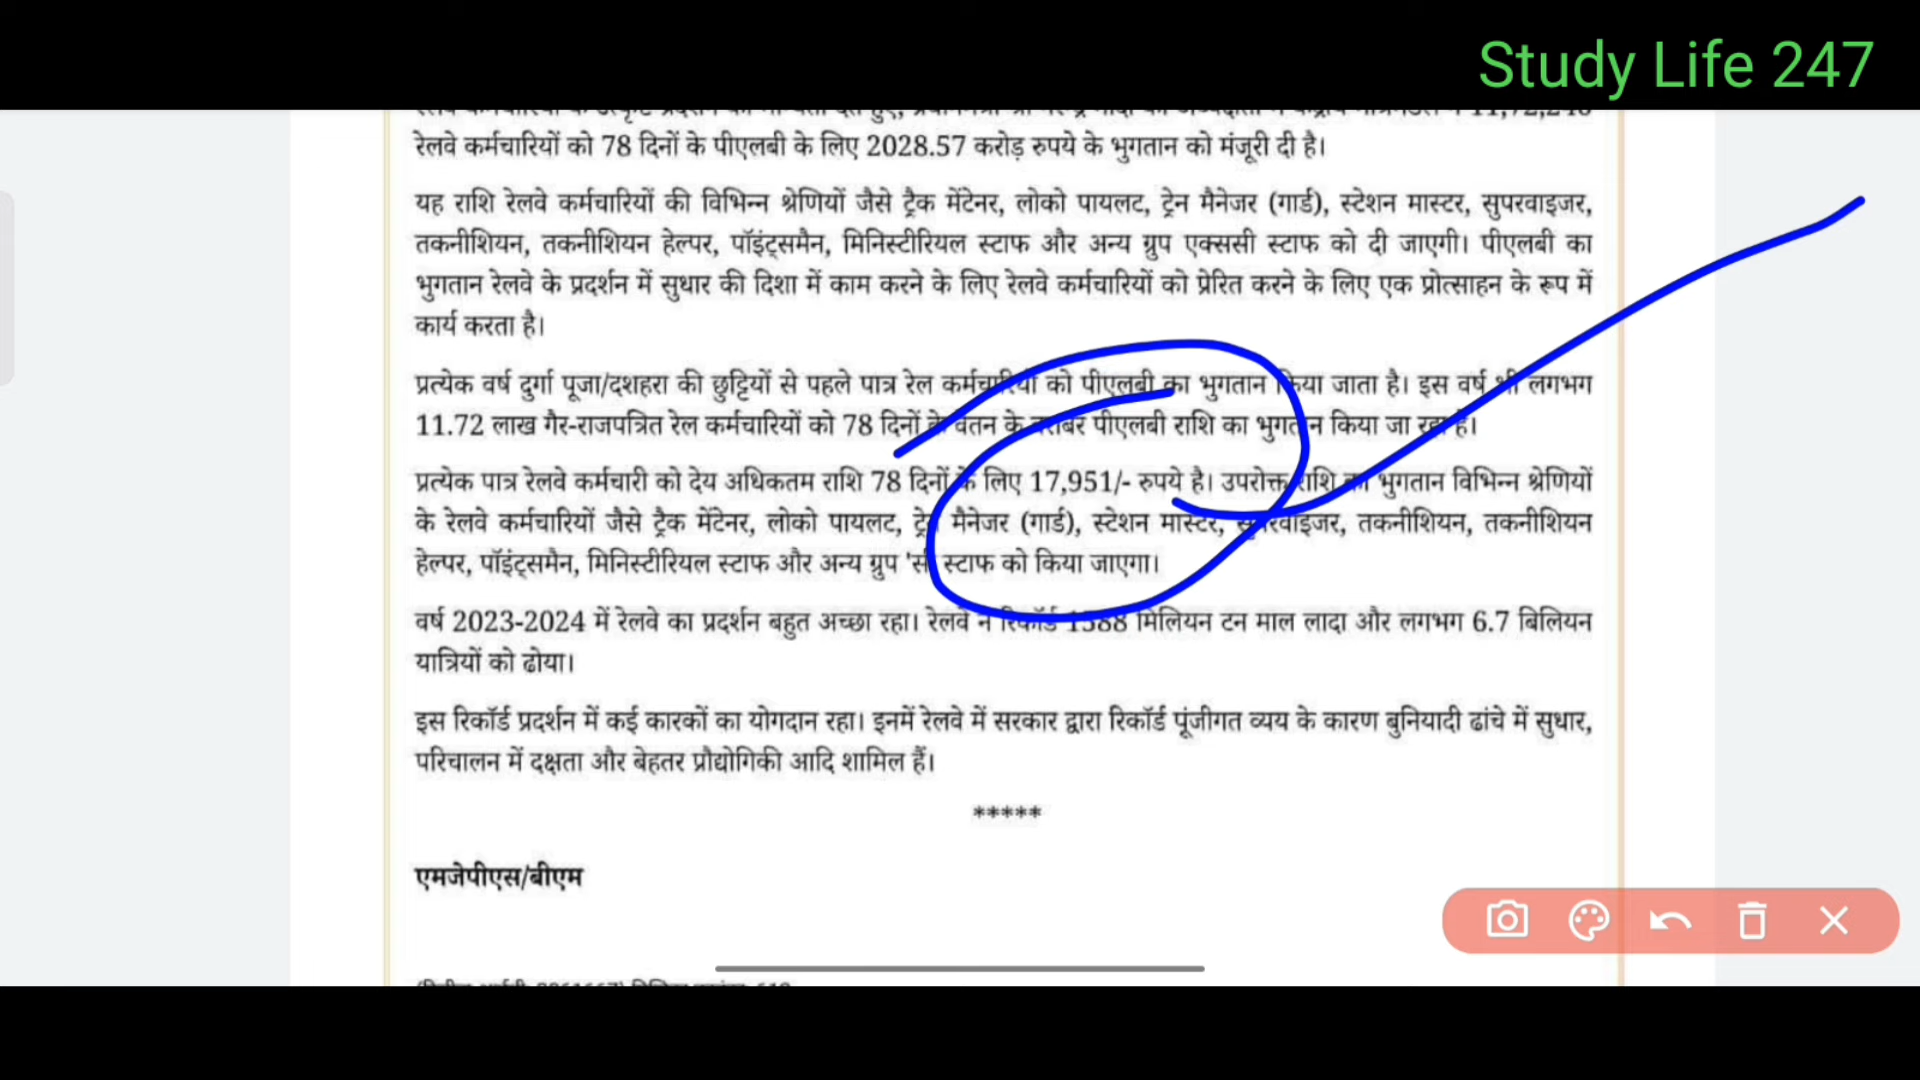 Study Life 247
रेलवे कर्मचारियों को 78 दिनों के पीएलबी के लिए 2028.57 करोड़ रुपये के भुगतान को मंजूरी दी है।
यह राशि रेलवे कर्मचारियों की विभिन्न श्रेणियों जैसे ट्रैक मेंटेनर, लोको पायलट, ट्रेन मैनेजर (गार्ड), स्टेशन मास्टर, सुपरवाइजर,
तकनीशियन, तकनीशियन हेल्पर, पॉइंट्समैन, मिनिस्टीरियल स्टाफ और अन्य ग्रुप एक्ससी स्टाफ को दी जाएगी। पीएलबी का
भुगतान रेलवे के प्रदर्शन में सुधार की दिशा में काम करने के लिए रेलवे कर्मचारियों को प्रेरित करने के लिए एक प्रोत्साहन के रूप में
कार्य करता है।
प्रत्येक वर्ष दुर्गा पूजा/दशहरा की छुट्टियों से पहले पात्र रेल कर्मचारियों को पीएलबी का भुगतान किया जाता है। इस वर्ष भी लगभग
11.72 लाख गैर-राजपत्रित रेल कर्मचारियों को 78 दिनों के वेतन के बराबर पीएलबी राशि का भुगतान किया जा रहा है।
प्रत्येक पात्र रेलवे कर्मचारी को देय अधिकतम राशि 78 दिनों के लिए 17,951/- रुपये है। उपरोक्त राशि का भुगतान विभिन्न श्रेणियों
के रेलवे कर्मचारियों जैसे ट्रैक मेंटेनर, लोको पायलट, ट्रेन मैनेजर (गार्ड), स्टेशन मास्टर, सुपरवाइजर, तकनीशियन, तकनीशियन
हेल्पर, पॉइंट्समैन, मिनिस्टीरियल स्टाफ और अन्य ग्रुप 'सी स्टाफ को किया जाएगा।
वर्ष 2023-2024 में रेलवे का प्रदर्शन बहुत अच्छा रहा। रेलवे ने रिकॉर्ड 1588 मिलियन टन माल लादा और लगभग 6.7 बिलियन
यात्रियों को ढोया।
इस रिकॉर्ड प्रदर्शन में कई कारकों का योगदान रहा। इनमें रेलवे में सरकार द्वारा रिकॉर्ड पूंजीगत व्यय के कारण बुनियादी ढांचे में सुधार,
परिचालन में दक्षता और बेहतर प्रौद्योगिकी आदि शामिल हैं।
*****
एमजेपीएस/बीएम